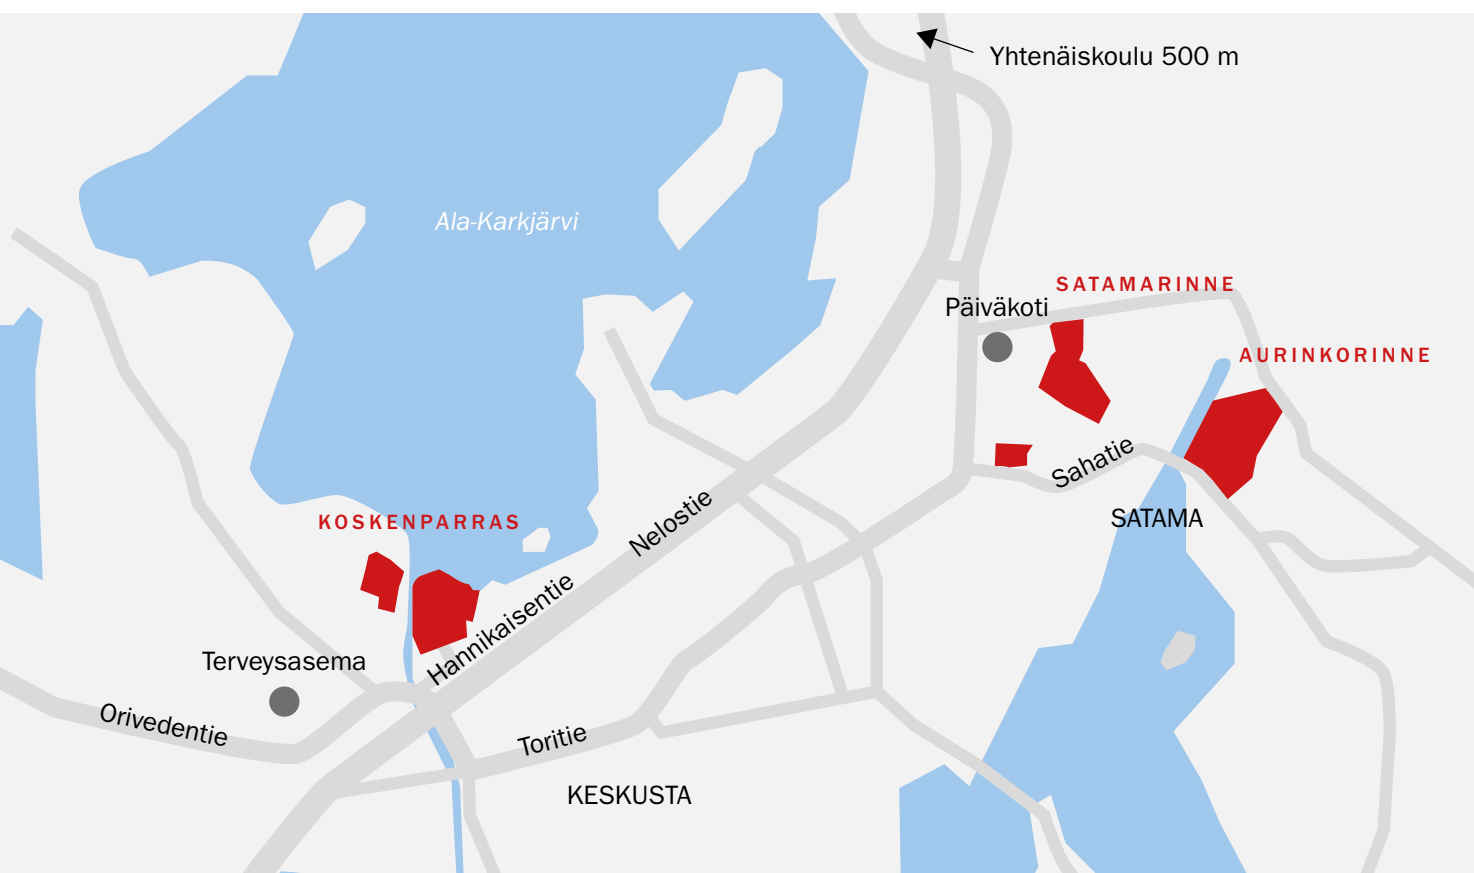 Yhtenäiskoulu 500 m
Ala-Karkjärvi
SATAMARINNE
Päiväkoti
AURINKORINNE
Sahatie
KOSKENPARRAS
Nelostie
SATAMA
Hannikaisentie
Terveysasema
Orivedentie
Toritie
KESKUSTA